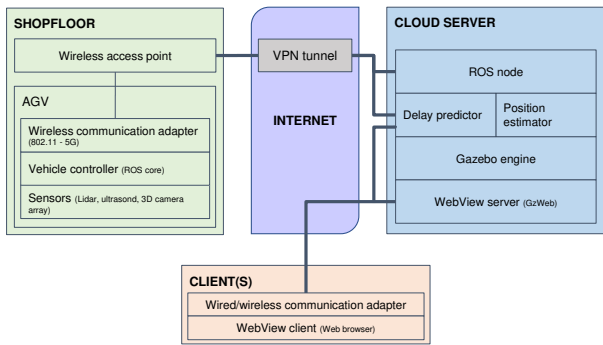 SHOPFLOOR
Wireless access point
AGV
Wireless communication adapter
(802.11 - 5G)
Vehicle controller (ROS core)
Sensors (Lidar, ultrasond, 3D camera
array)
VPN tunnel
INTERNET
CLOUD SERVER
ROS node
Delay predictor
Position
estimator
Gazebo engine
WebView server (GzWeb)
CLIENT(S)
Wired/wireless communication adapter
WebView client (Web browser)